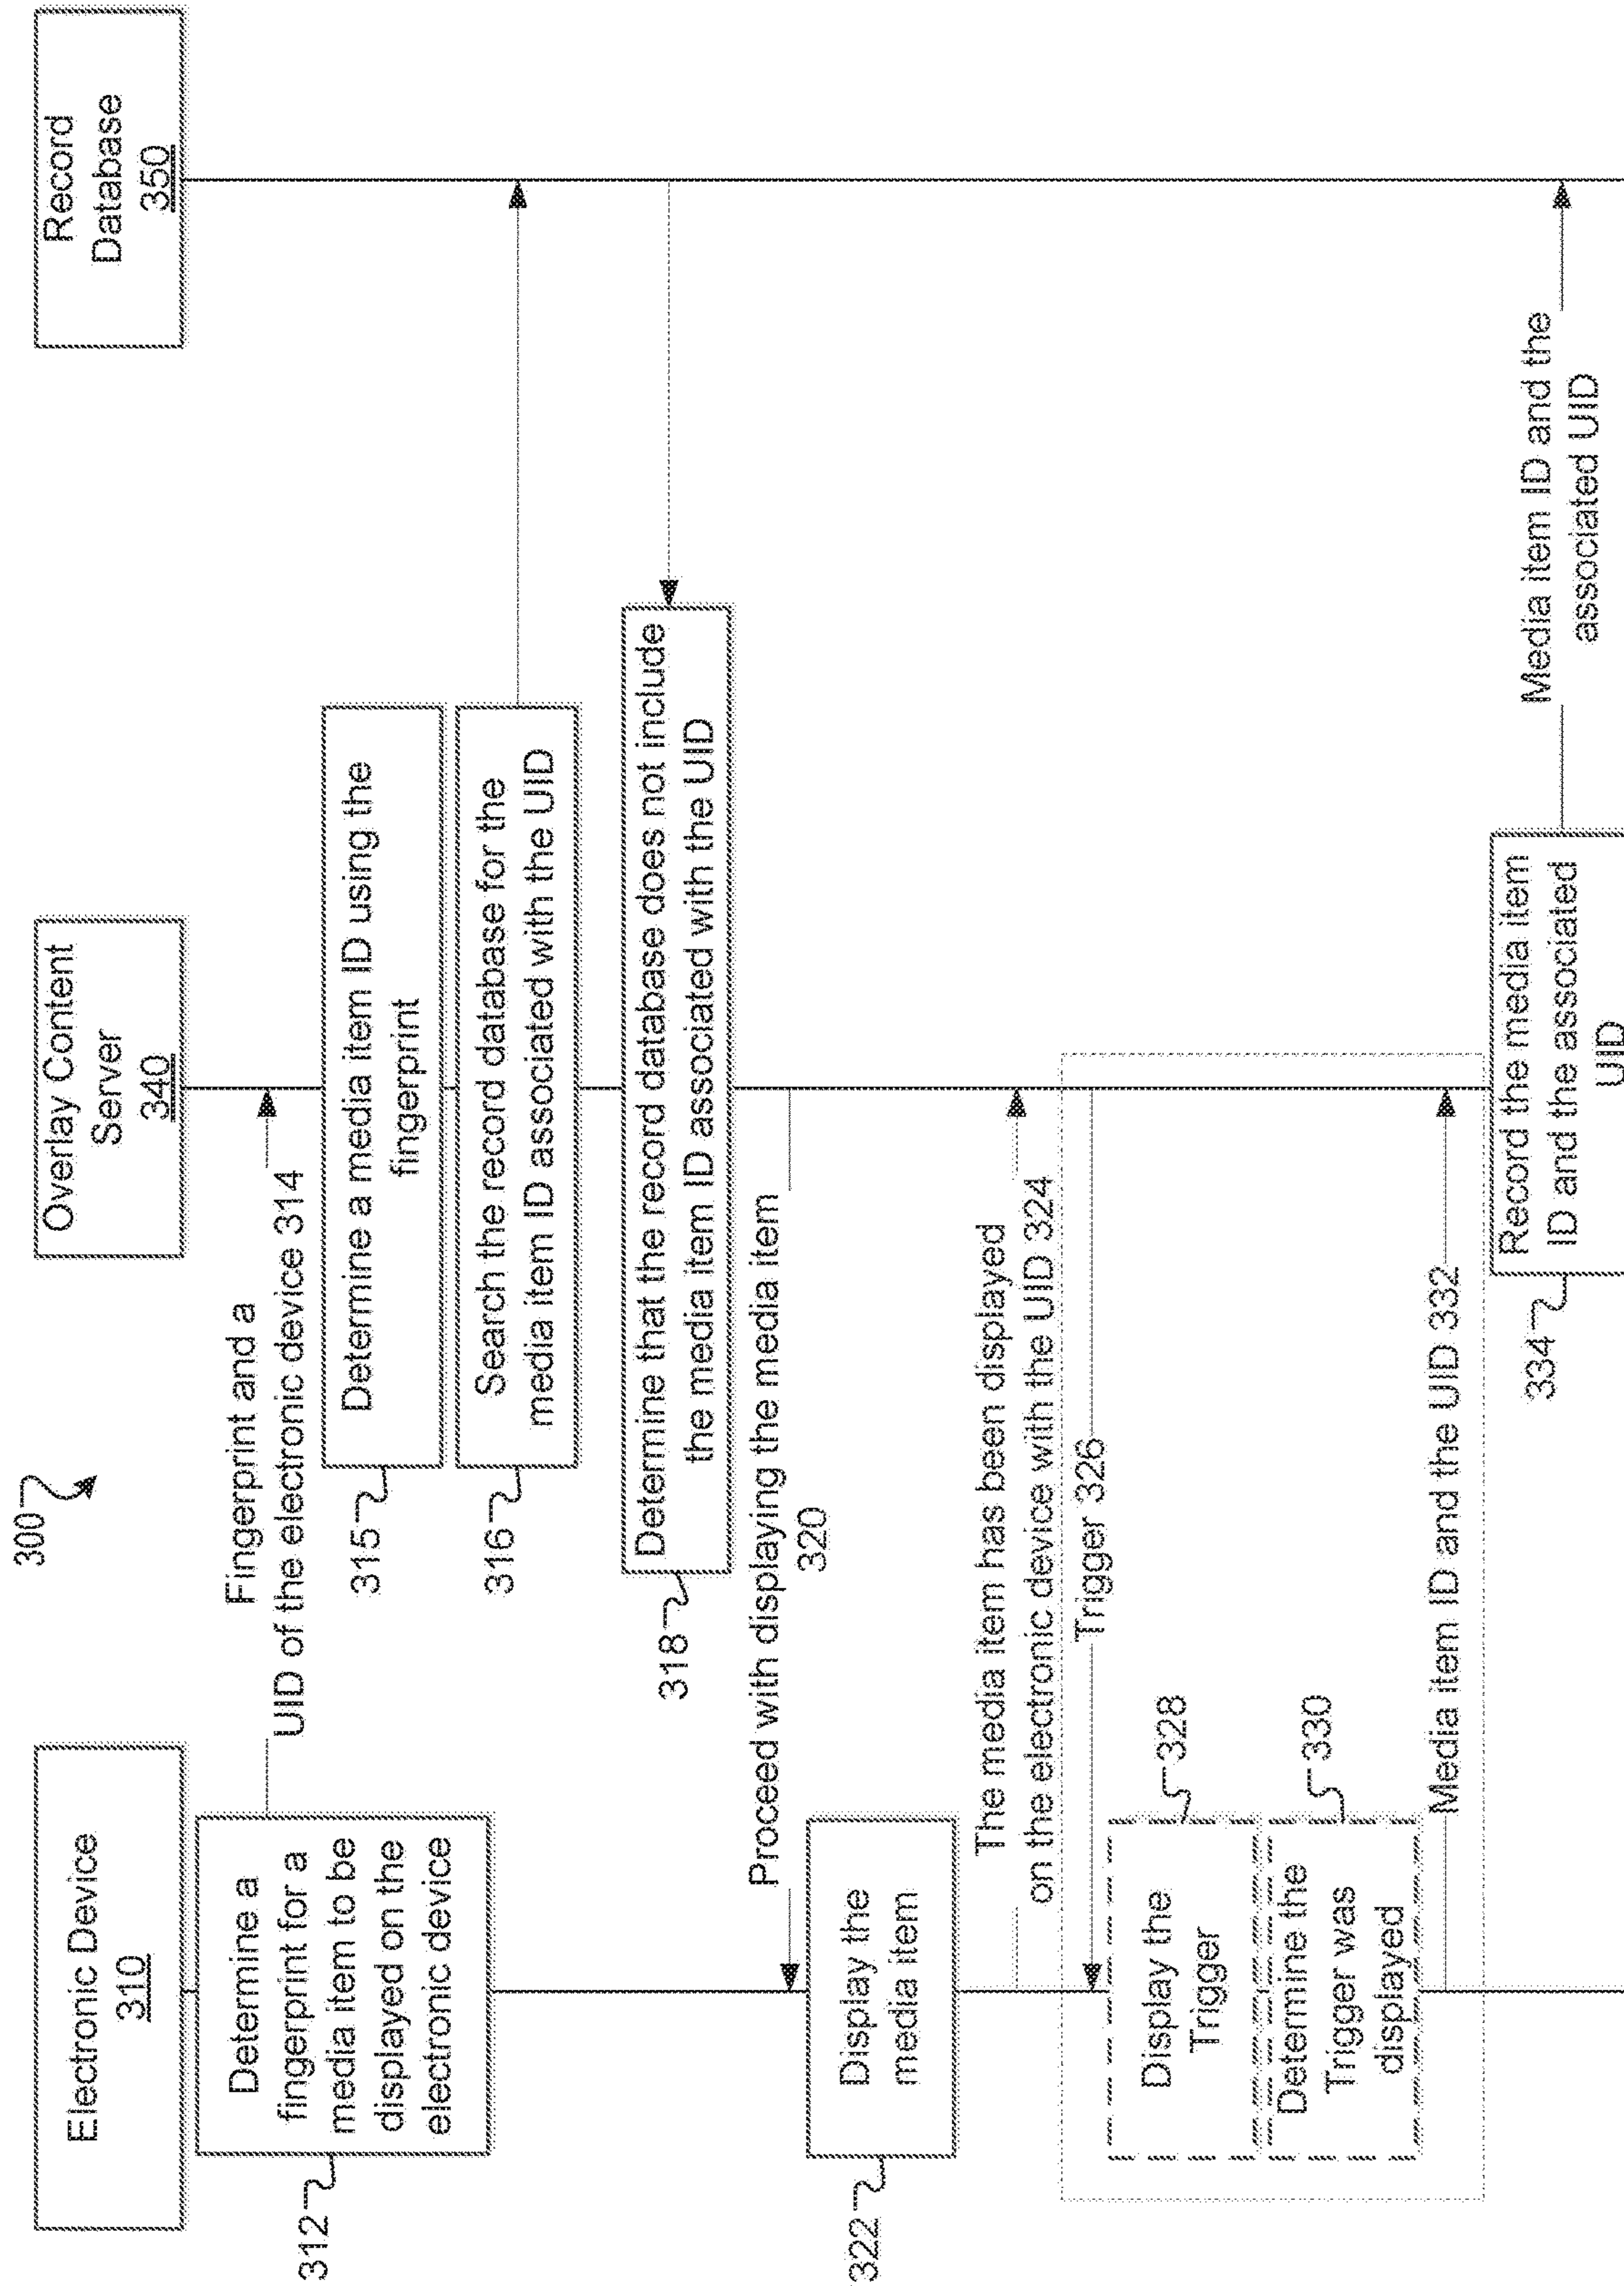 300
Electronic Device
310
Overlay Content
Server
340
Record
Database
350
312
Determine a
fingerprint for a
media item to be
displayed on the
electronic device
Fingerprint and a
UID of the electronic device 314
315
Determine a media item ID using the
fingerprint
316
Search the record database for the
media item ID associated with the UID
318
Determine that the record database does not include
the media item ID associated with the UID
Proceed with displaying the media item
320
322
Display the
media item
The media item has been displayed
on the electronic device with the UID 324
Trigger 326
Display the
Trigger
328
Determine the
Trigger was
displayed
330
Media item ID and the UID 332
334
Record the media item
ID and the associated
UID
Media item ID and the
associated UID